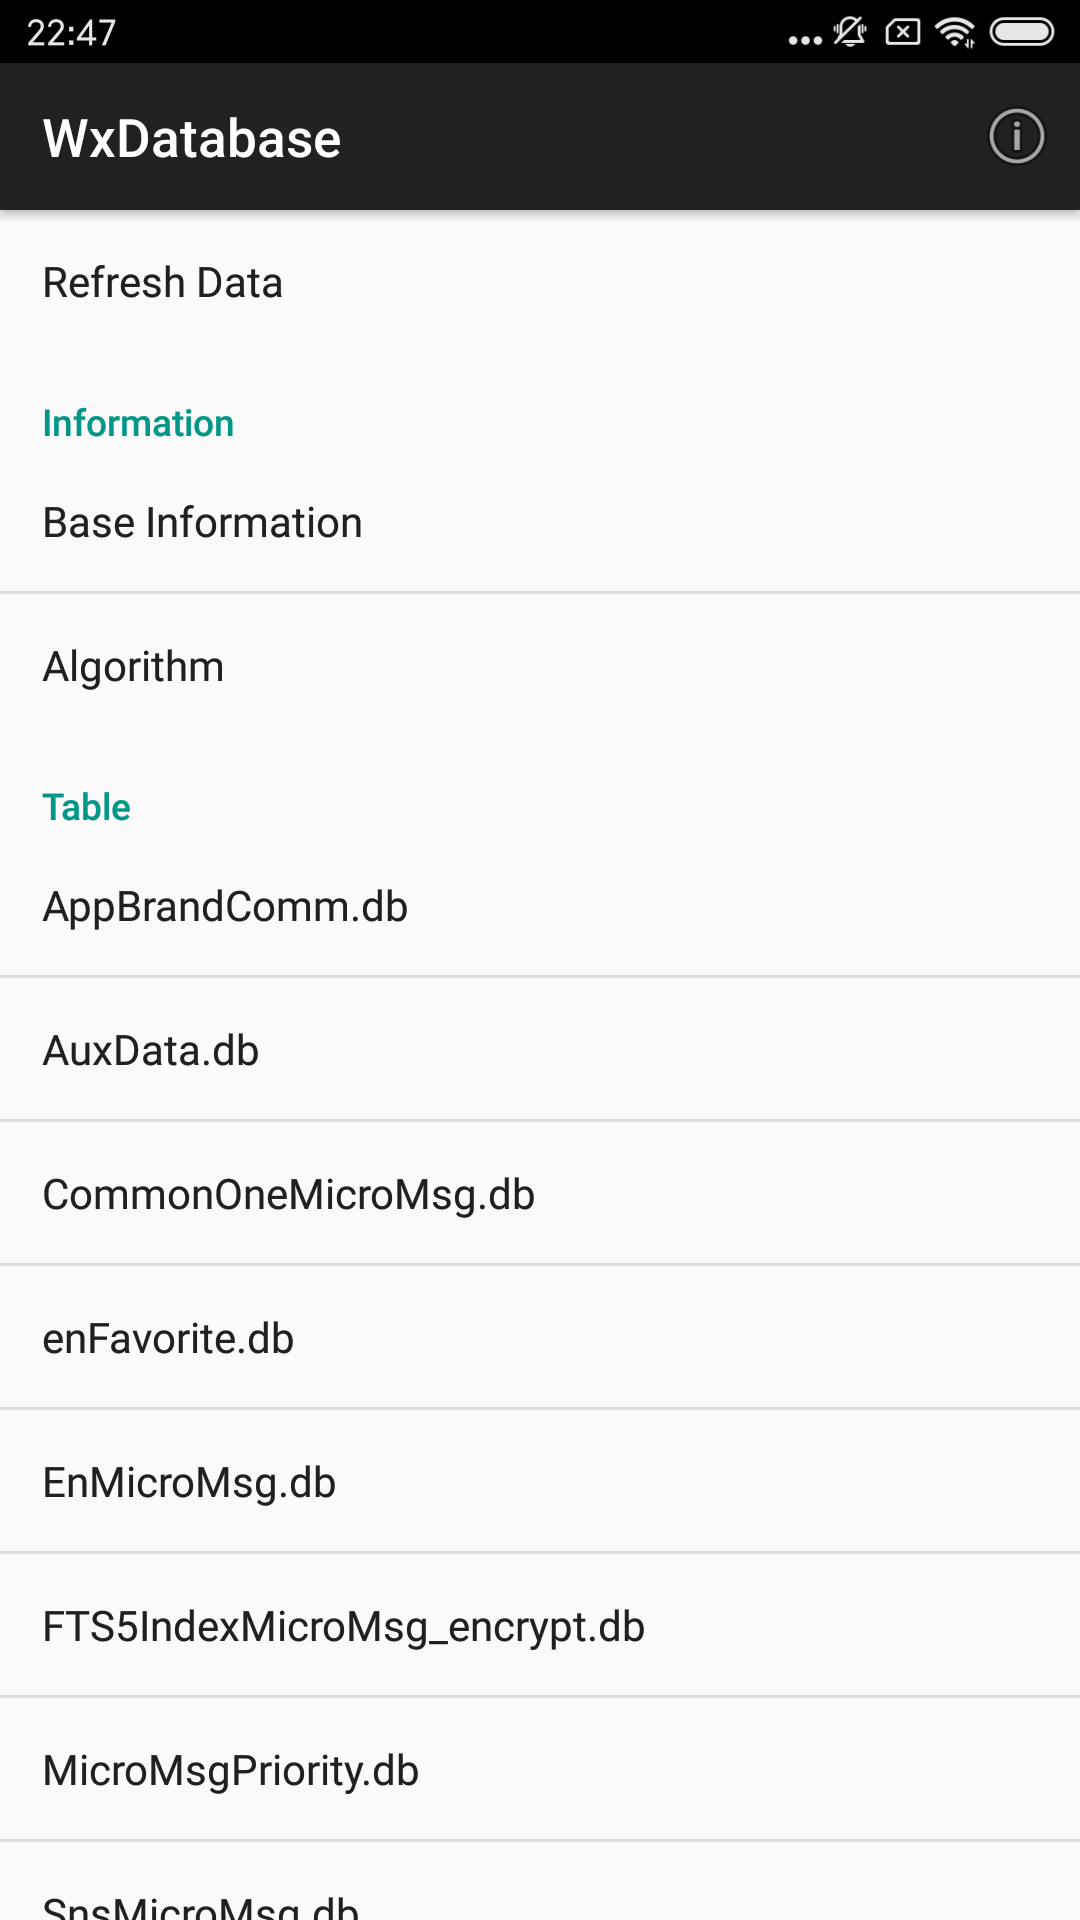 22:47
WxDatabase
Refresh Data
Information
Base Information
Algorithm
Table
AppBrandComm.db
AuxData.db
CommonOneMicroMsg.db
enFavorite.db
EnMicroMsg.db
FTS5IndexMicroMsg_encrypt.db
MicroMsgPriority.db
SnsMicroMsg.db